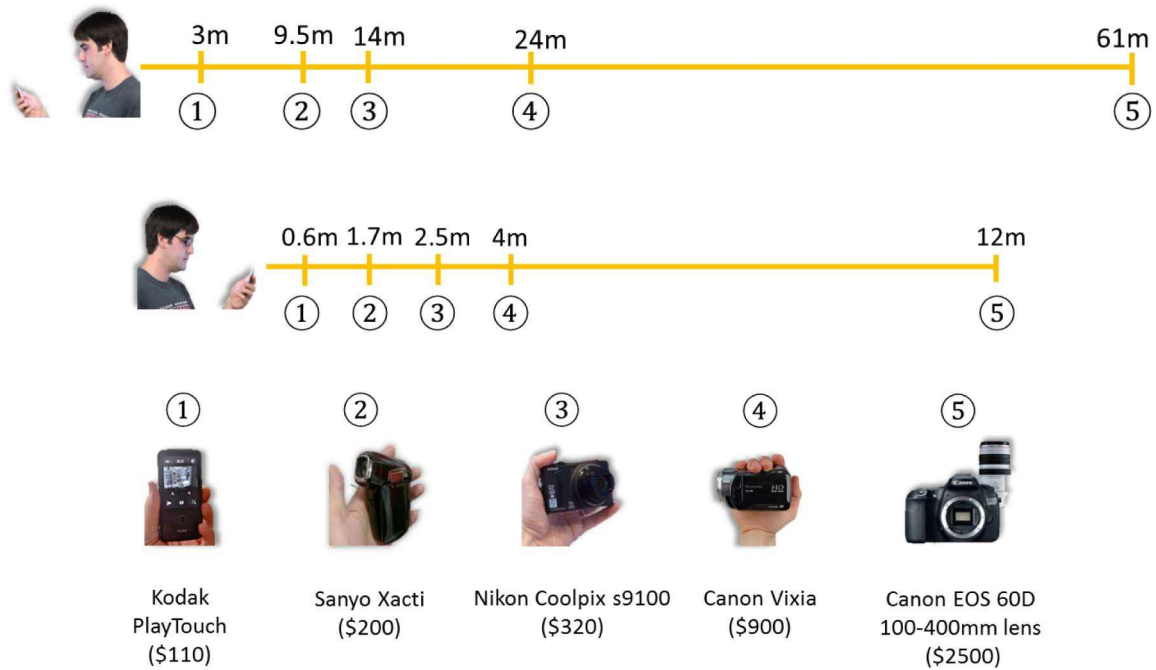 3m 9.5m 14m 24m 61m
① ② ③ ④ ⑤
0.6m 1.7m 2.5m 4m 12m
① ② ③ ④ ⑤
① ② ③ ④ ⑤
Canon
HD
Kodak PlayTouch ($110)
Sanyo Xacti ($200)
Nikon Coolpix s9100 ($320)
Canon Vixia ($900)
Canon EOS 60D 100-400mm lens ($2500)